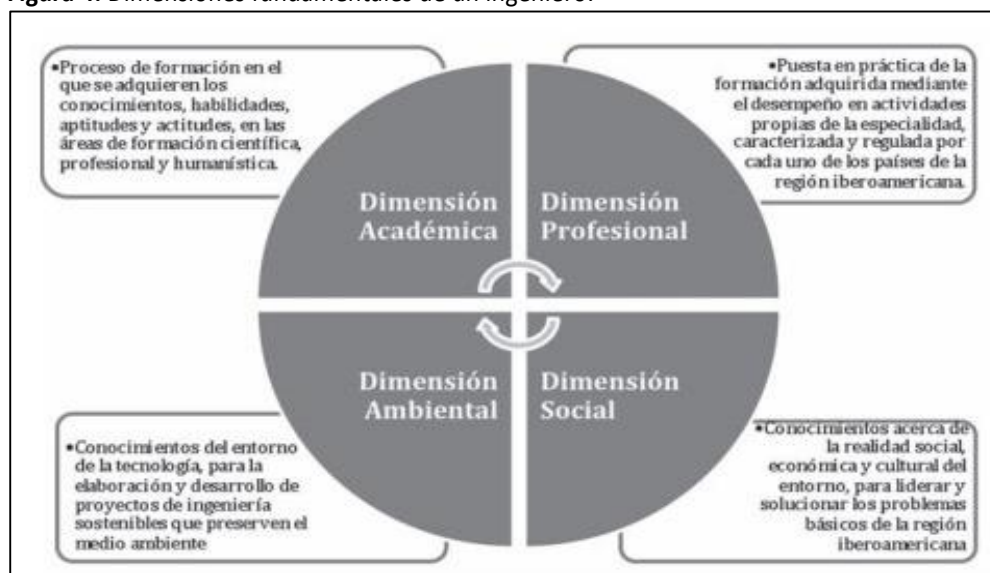 Figura 4. Dimensiones fundamentales de un ingeniero.
•Proceso de formación en el
que se adquieren los
conocimientos, habilidades,
aptitudes y actitudes, en las
áreas de formación científica,
profesional y humanística.
•Puesta en práctica de la
formación adquirida mediante
el desempeño en actividades
propias de la especialidad,
caracterizada y regulada por
cada uno de los países de la
región iberoamericana.
Dimensión
Académica
Dimensión
Profesional
Dimensión
Ambiental
Dimensión
Social
•Conocimientos del entorno
de la tecnología, para la
elaboración y desarrollo de
proyectos de ingeniería
sostenibles que preserven el
medio ambiente
•Conocimientos acerca de
la realidad social,
económica y cultural del
entorno, para liderar y
solucionar los problemas
básicos de la región
iberoamericana